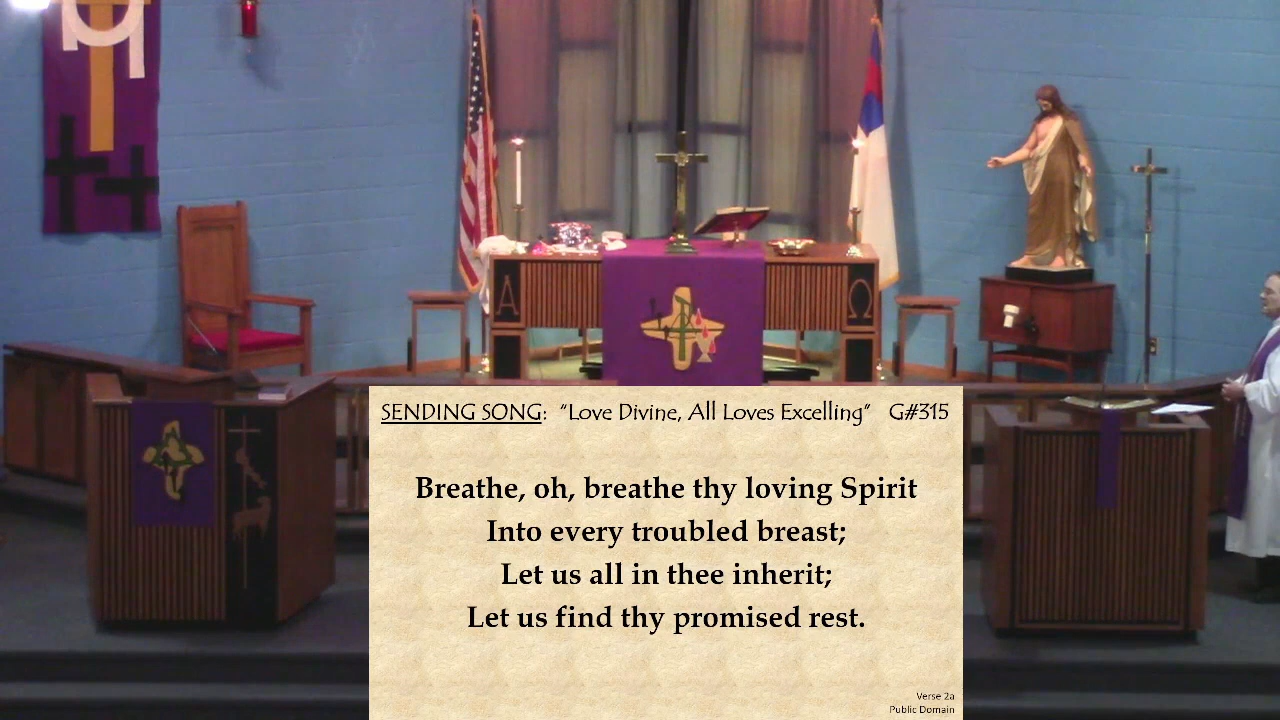 Α
Ω
SENDING SONG: “Love Divine, All Loves Excelling” G#315
Breathe, oh, breathe thy loving Spirit
Into every troubled breast;
Let us all in thee inherit;
Let us find thy promised rest.
Verse 2a
Public Domain